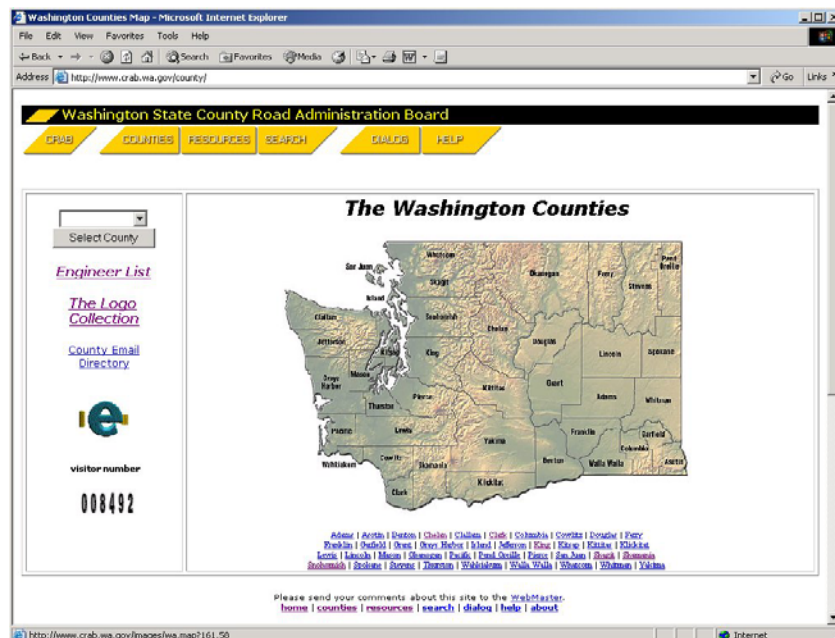 Washington Counties Map - Microsoft Internet Explorer
File Edit View Favorites Tools Help
Back Search Favorites Media
Address http://www.crab.wa.gov/county/ Go Links
Washington State County Road Administration Board
CRAB COUNTIES RESOURCES SEARCH DIALOG HELP
Select County
Engineer List
The Logo
Collection
County Email
Directory
e
visitor number
008492
The Washington Counties
Whatcom
San Juan
Skagit
Island
Okanogan
Ferry
Stevens
Pend
Oreille
Clallam
Snohomish
Chelan
Jefferson
Kitsap
King
Douglas
Lincoln
Spokane
Grays
Harbor
Mason
Kittitas
Grant
Adams
Whitman
Thurston
Pierce
Pacific
Lewis
Yakima
Franklin
Garfield
Columbia
Wahkiakum
Cowlitz
Skamania
Benton
Walla Walla
Asotin
Klickitat
Clark
Adams | Asotin | Benton | Chelan | Clallam | Clark | Columbia | Cowlitz | Douglas | Ferry
Franklin | Garfield | Grant | Grays Harbor | Island | Jefferson | King | Kitsap | Kittitas | Klickitat
Lewis | Lincoln | Mason | Okanogan | Pacific | Pend Oreille | Pierce | San Juan | Skagit | Skamania
Snohomish | Spokane | Stevens | Thurston | Wahkiakum | Walla Walla | Whatcom | Whitman | Yakima
Please send your comments about this site to the WebMaster.
home | counties | resources | search | dialog | help | about
http://www.crab.wa.gov/images/wa.map?161,58 Internet